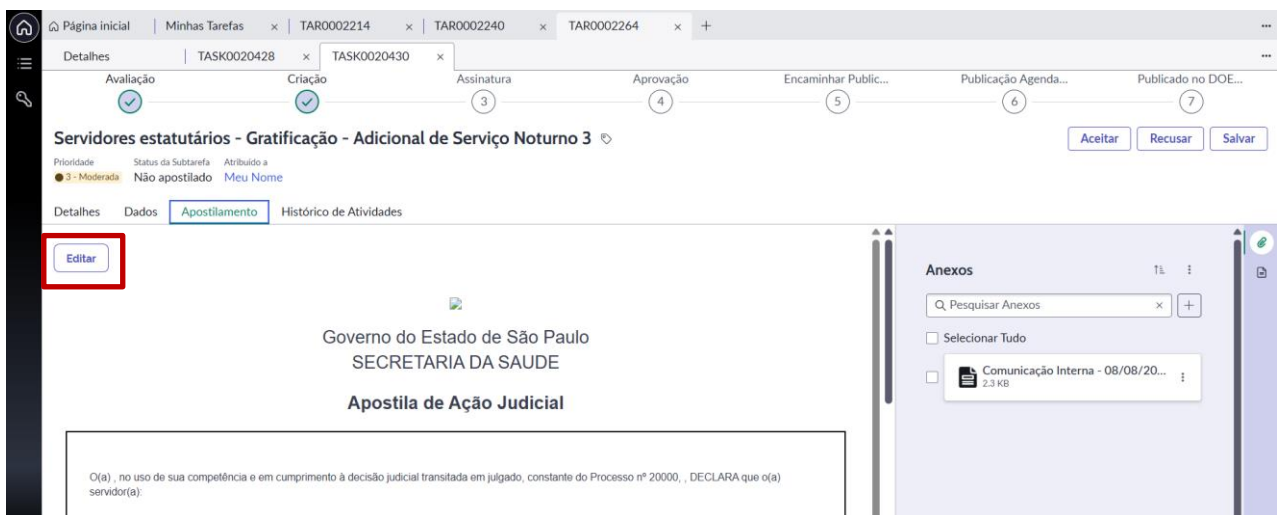 Página inicial Minhas Tarefas × TAR0002214 × TAR0002240 × TAR0002264 × +
Detalhes TASK0020428 × TASK0020430 ×
Avaliação Criação Assinatura Aprovação Encaminhar Public... Publicação Agenda... Publicado no DOE...
3 4 5 6 7
Servidores estatutários - Gratificação - Adicional de Serviço Noturno 3
Aceitar Recusar Salvar
Prioridade Status da Subtarefa Atribuído a
3 - Moderada Não apostilado Meu Nome
Detalhes Dados Apostilamento Histórico de Atividades
Editar
Governo do Estado de São Paulo
SECRETARIA DA SAUDE
Apostila de Ação Judicial
O(a) , no uso de sua competência e em cumprimento à decisão judicial transitada em julgado, constante do Processo nº 20000, , DECLARA que o(a)
servidor(a):
Anexos
Pesquisar Anexos × +
Selecionar Tudo
Comunicação Interna - 08/08/20...
2.3 KB